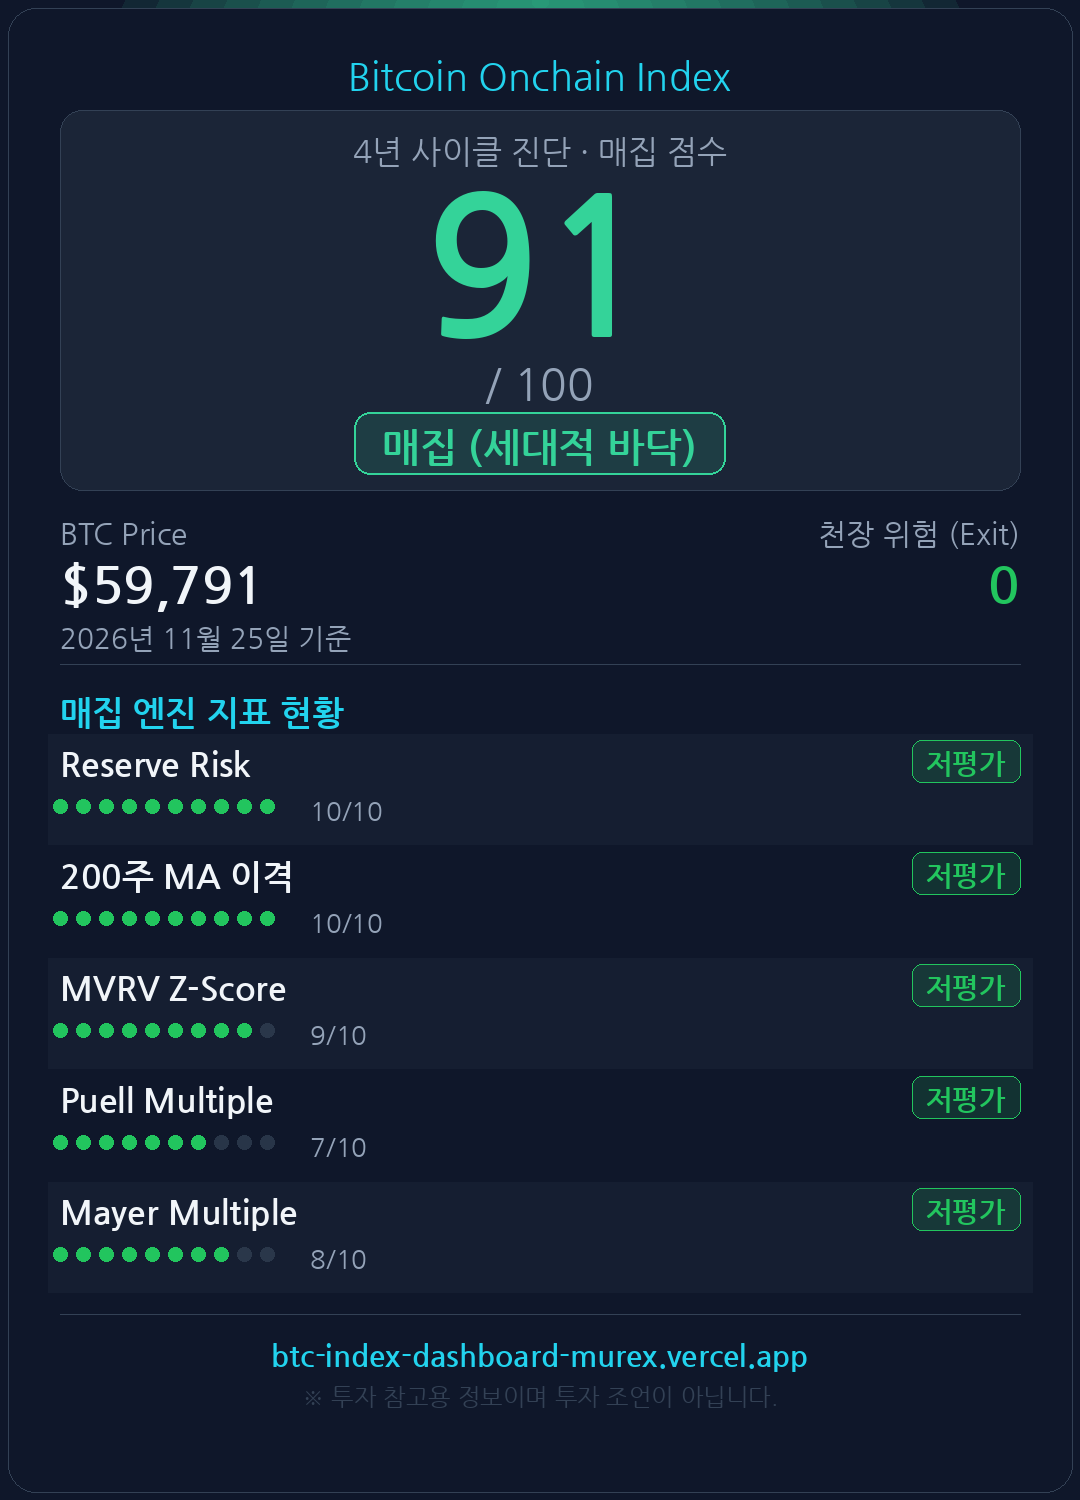 Bitcoin Onchain Index
4년 사이클 진단 · 매집 점수
91
/ 100
매집 (세대적 바닥)
BTC Price
천장 위험 (Exit)
$59,791
0
2026년 11월 25일 기준
매집 엔진 지표 현황
Reserve Risk
저평가
10/10
200주 MA 이격
저평가
10/10
MVRV Z-Score
저평가
9/10
Puell Multiple
저평가
7/10
Mayer Multiple
저평가
8/10
btc-index-dashboard-murex.vercel.app
※ 투자 참고용 정보이며 투자 조언이 아닙니다.